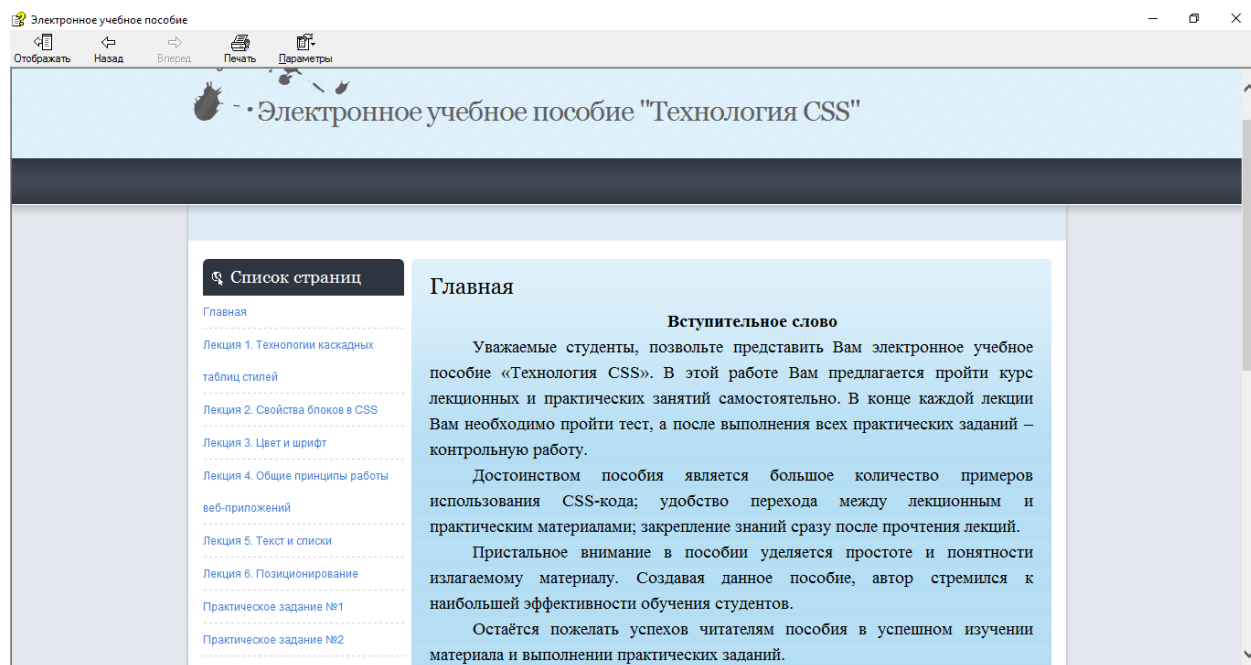 Электронное учебное пособие
Отображать Назад Вперед Печать Параметры
Электронное учебное пособие "Технология CSS"
Список страниц
Главная
Лекция 1. Технологии каскадных
таблиц стилей
Лекция 2. Свойства блоков в CSS
Лекция 3. Цвет и шрифт
Лекция 4. Общие принципы работы
веб-приложений
Лекция 5. Текст и списки
Лекция 6. Позиционирование
Практическое задание №1
Практическое задание №2
Главная
Вступительное слово
Уважаемые студенты, позвольте представить Вам электронное учебное
пособие «Технология CSS». В этой работе Вам предлагается пройти курс
лекционных и практических занятий самостоятельно. В конце каждой лекции
Вам необходимо пройти тест, а после выполнения всех практических заданий –
контрольную работу.
Достоинством пособия является большое количество примеров
использования CSS-кода; удобство перехода между лекционным и
практическим материалами; закрепление знаний сразу после прочтения лекций.
Пристальное внимание в пособии уделяется простоте и понятности
излагаемому материалу. Создавая данное пособие, автор стремился к
наибольшей эффективности обучения студентов.
Остаётся пожелать успехов читателям пособия в успешном изучении
материала и выполнении практических заданий.